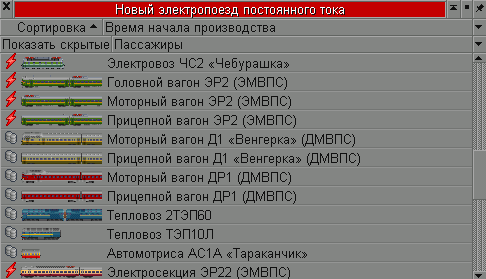 Новый электропоезд постоянного тока
Сортировка Время начала производства
Показать скрытые Пассажиры
Электровоз ЧС2 «Чебурашка»
Головной вагон ЭР2 (ЭМВПС)
Моторный вагон ЭР2 (ЭМВПС)
Прицепной вагон ЭР2 (ЭМВПС)
Моторный вагон Д1 «Венгерка» (ДМВПС)
Прицепной вагон Д1 «Венгерка» (ДМВПС)
Моторный вагон ДР1 (ДМВПС)
Прицепной вагон ДР1 (ДМВПС)
Тепловоз 2ТЭП60
Тепловоз ТЭП10Л
Автомотриса АС1А «Тараканчик»
Электросекция ЭР22 (ЭМВПС)